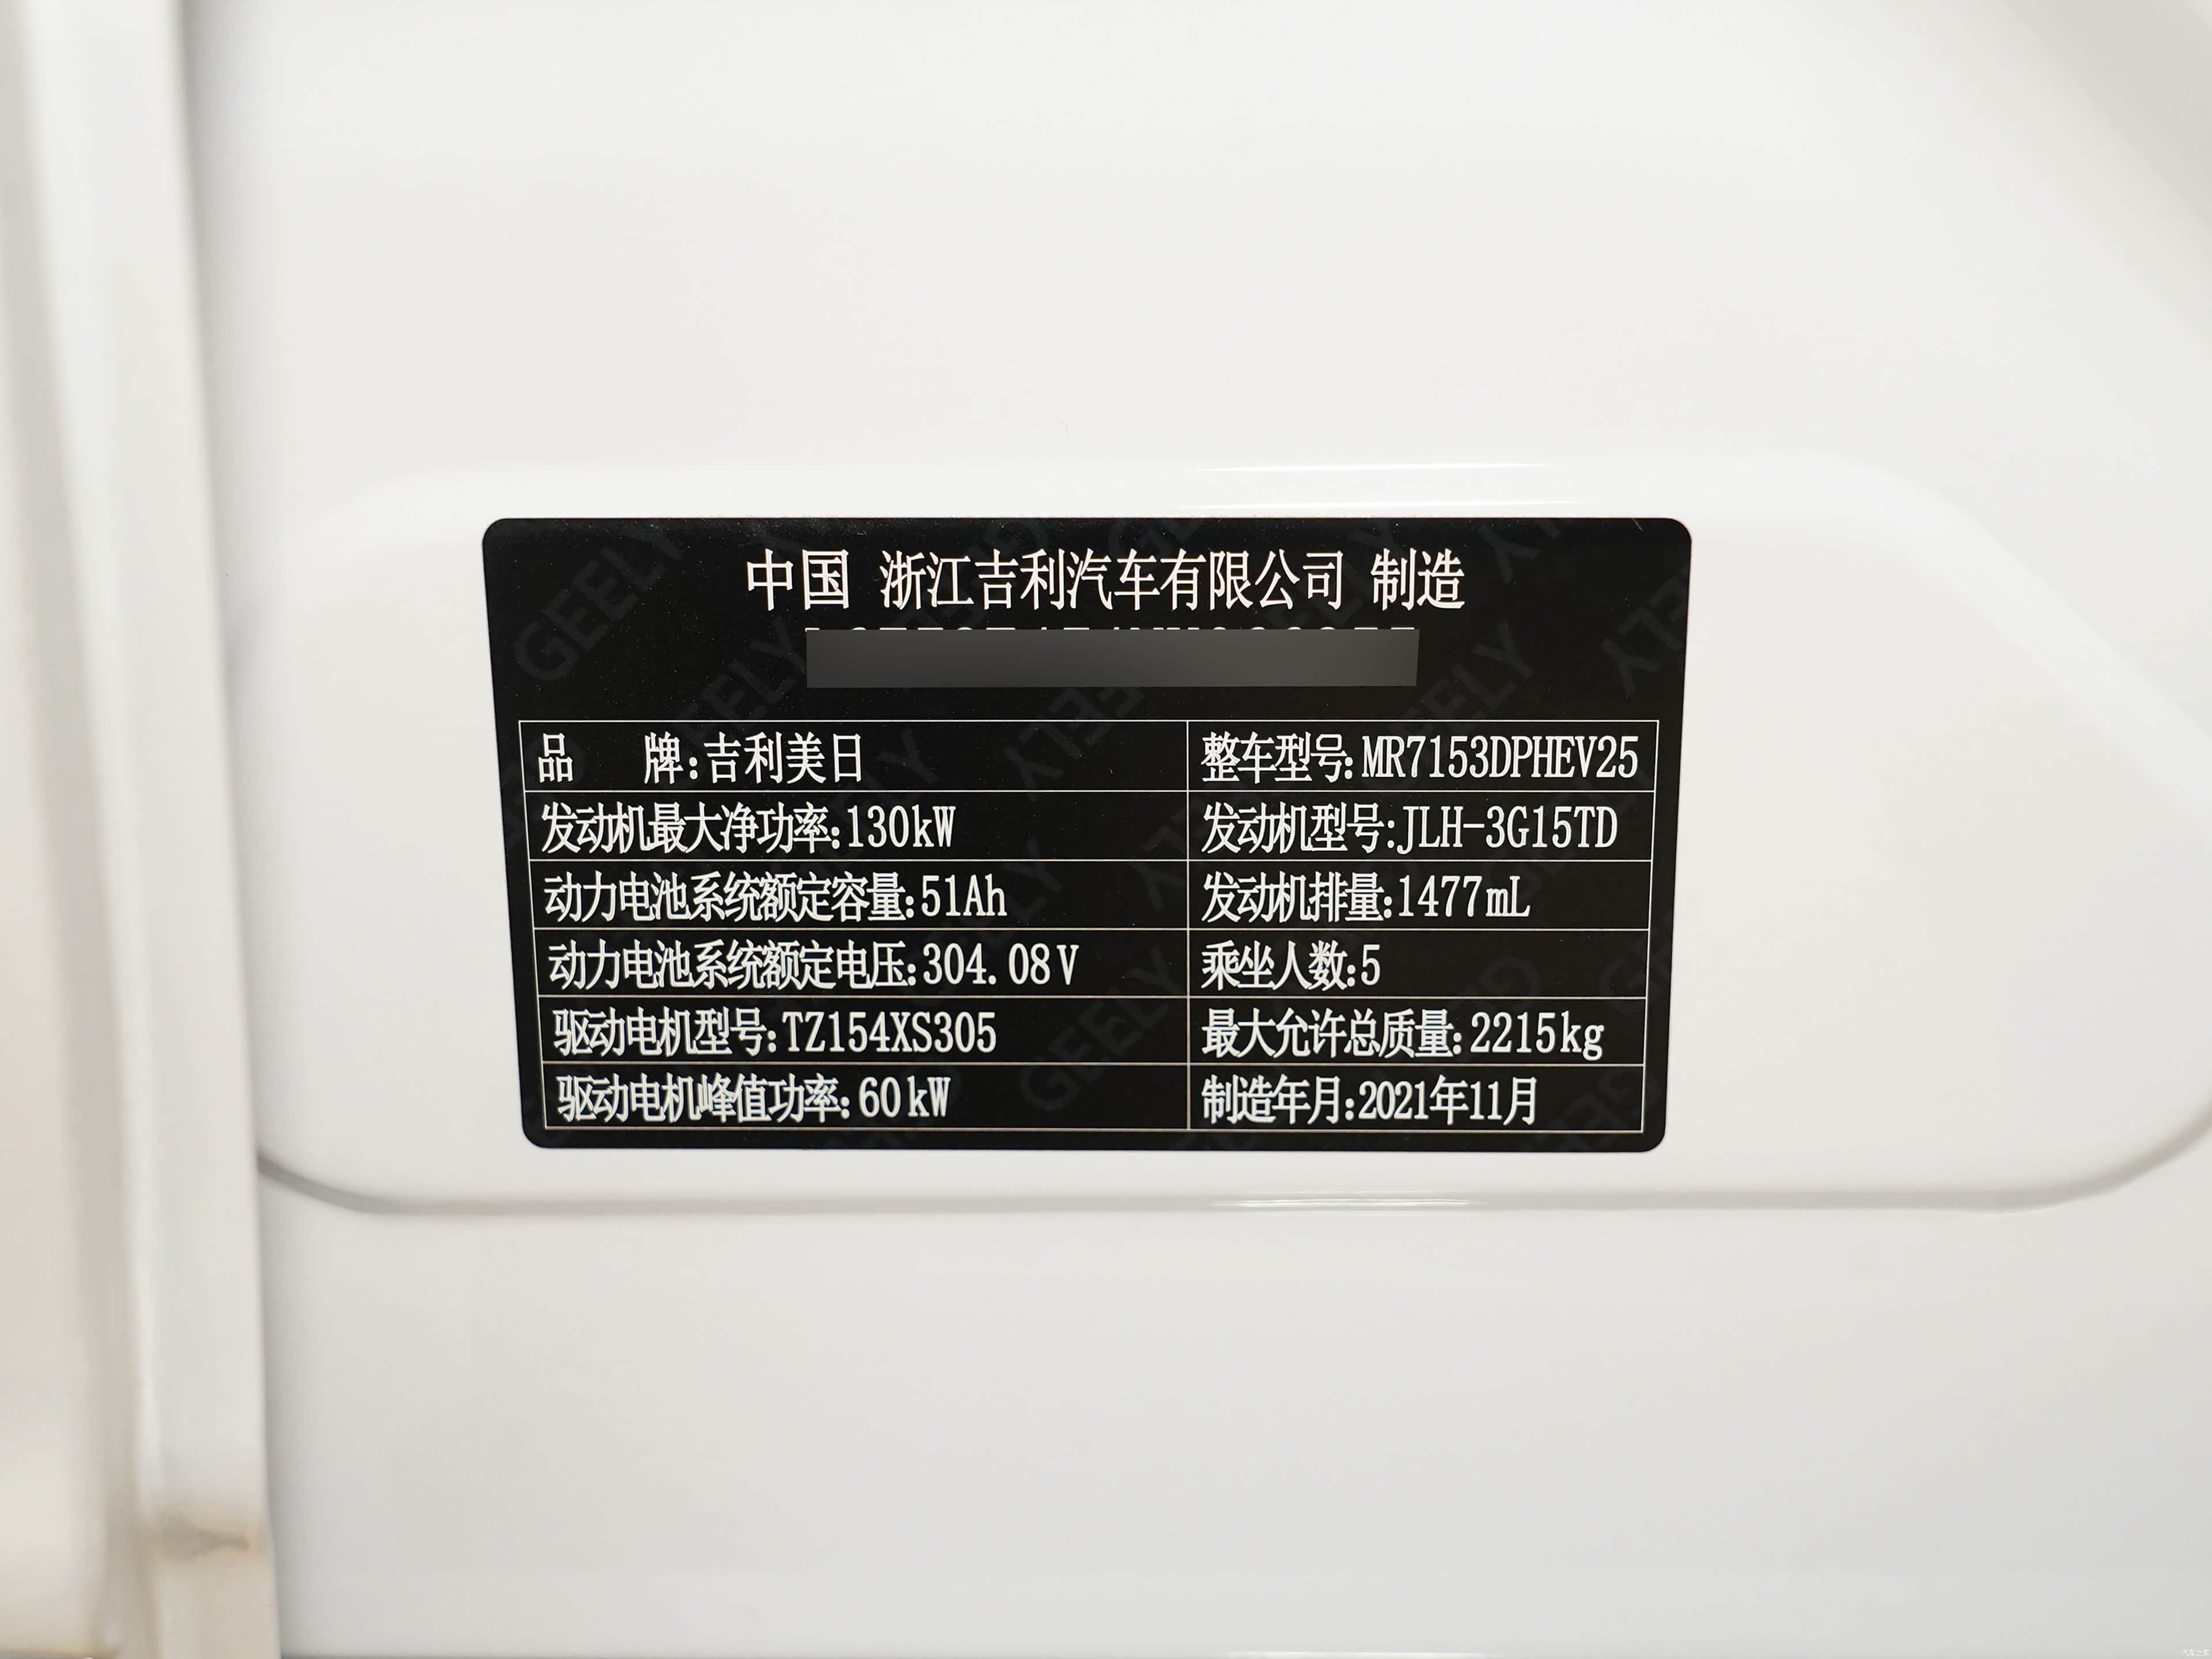 中国 浙江吉利汽车有限公司 制造
品 牌:吉利美日 整车型号:MR7153DPHEV25
发动机最大净功率:130kW 发动机型号:JLH-3G15TD
动力电池系统额定容量:51Ah 发动机排量:1477mL
动力电池系统额定电压:304.08V 乘坐人数:5
驱动电机型号:TZ154XS305 最大允许总质量:2215kg
驱动电机峰值功率:60kW 制造年月:2021年11月
汽车之家